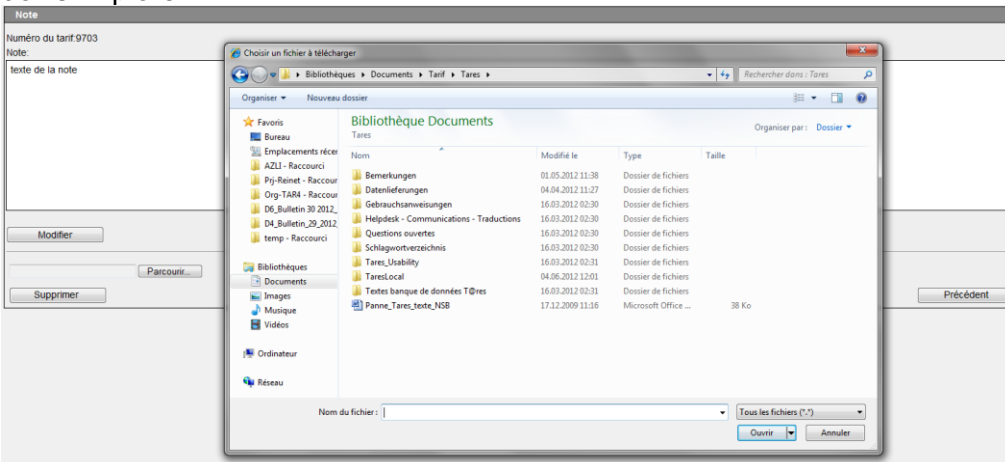 Note
Numéro du tarif:9703
Note:
texte de la note
Modifier
Parcourir...
Supprimer
Précédent
Choisir un fichier à télécharger
Bibliothèques Documents Tarif Tares
Rechercher dans : Tares
Organiser Nouveau dossier
Favoris
Bureau
Emplacements récer
AZLI - Raccourci
Prj-Reinet - Raccour
Org-TAR4 - Raccour
D6_Bulletin 30 2012_
D4_Bulletin_29_2012_
temp - Raccourci
Bibliothèques
Documents
Images
Musique
Vidéos
Ordinateur
Réseau
Bibliothèque Documents
Tares
Organiser par : Dossier
Nom Modifié le Type Taille
Bemerkungen 01.05.2012 11:38 Dossier de fichiers
Datenlieferungen 04.04.2012 11:27 Dossier de fichiers
Gebrauchsanweisungen 16.03.2012 02:30 Dossier de fichiers
Helpdesk - Communications - Traductions 16.03.2012 02:30 Dossier de fichiers
Questions ouvertes 16.03.2012 02:30 Dossier de fichiers
Schlagwortverzeichnis 16.03.2012 02:30 Dossier de fichiers
Tares_Usability 16.03.2012 02:31 Dossier de fichiers
TaresLocal 04.06.2012 12:01 Dossier de fichiers
Textes banque de données T@res 16.03.2012 02:31 Dossier de fichiers
Panne_Tares_texte_NSB 17.12.2009 11:16 Microsoft Office ... 38 Ko
Nom du fichier :
Tous les fichiers (*.*)
Ouvrir Annuler